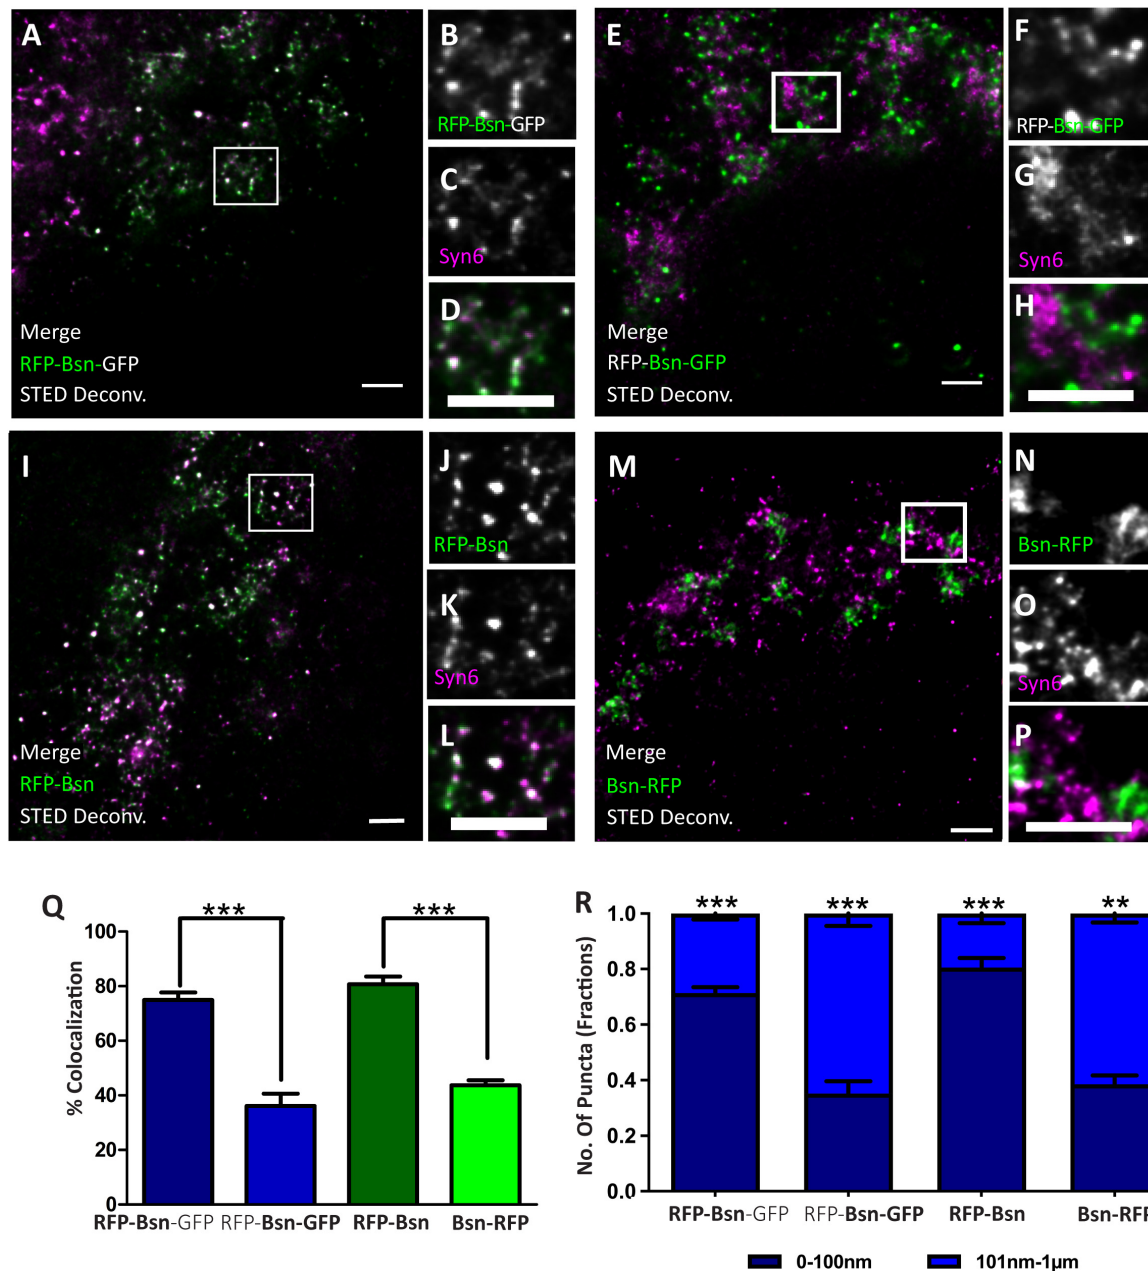 A
Merge
RFP-Bsn-GFP
STED Deconv.
B
RFP-Bsn-GFP
C
Syn6
D
E
Merge
RFP-Bsn-GFP
STED Deconv.
F
RFP-Bsn-GFP
G
Syn6
H
I
Merge
RFP-Bsn
STED Deconv.
J
RFP-Bsn
K
Syn6
L
M
Merge
Bsn-RFP
STED Deconv.
N
Bsn-RFP
O
Syn6
P
Q
*** ***
% Colocalization
100
80
60
40
20
0
RFP-Bsn-GFP RFP-Bsn-GFP RFP-Bsn Bsn-RFP
R
*** *** *** **
No. Of Puncta (Fractions)
1.0
0.8
0.6
0.4
0.2
0.0
RFP-Bsn-GFP RFP-Bsn-GFP RFP-Bsn Bsn-RFP
0-100nm 101nm-1µm